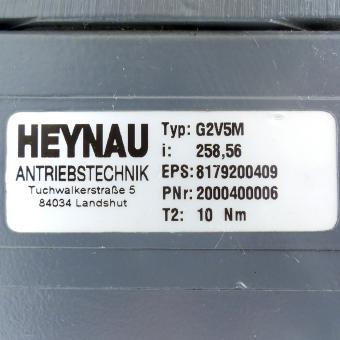 HEYNAU
ANTRIEBSTECHNIK
Tuchwalkerstraße 5
84034 Landshut
Typ: G2V5M
i: 258,56
EPS: 8179200409
PNr: 2000400006
T2: 10 Nm